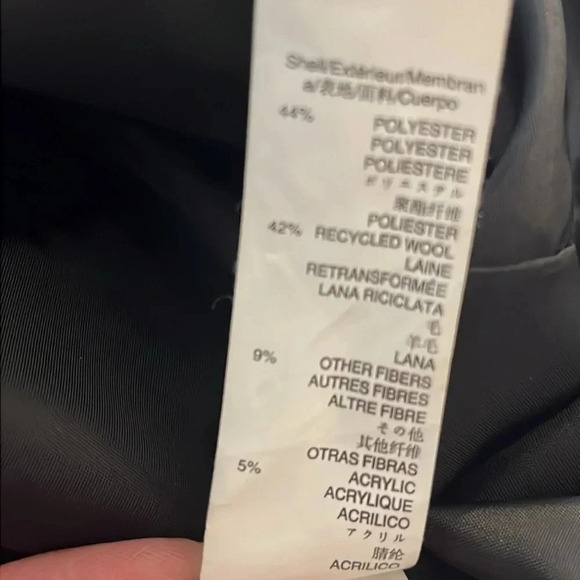 Shell/Extérieur/Membran
a/表地/面料/Cuerpo
44% POLYESTER
POLYESTER
POLIESTERE
ポリエステル
聚酯纤维
POLIESTER
42% RECYCLED WOOL
LAINE
RETRANSFORMÉE
LANA RICICLATA
毛
羊毛
LANA
9% OTHER FIBERS
AUTRES FIBRES
ALTRE FIBRE
その他
其他纤维
OTRAS FIBRAS
5% ACRYLIC
ACRYLIQUE
ACRILICO
アクリル
腈纶
ACRILICO